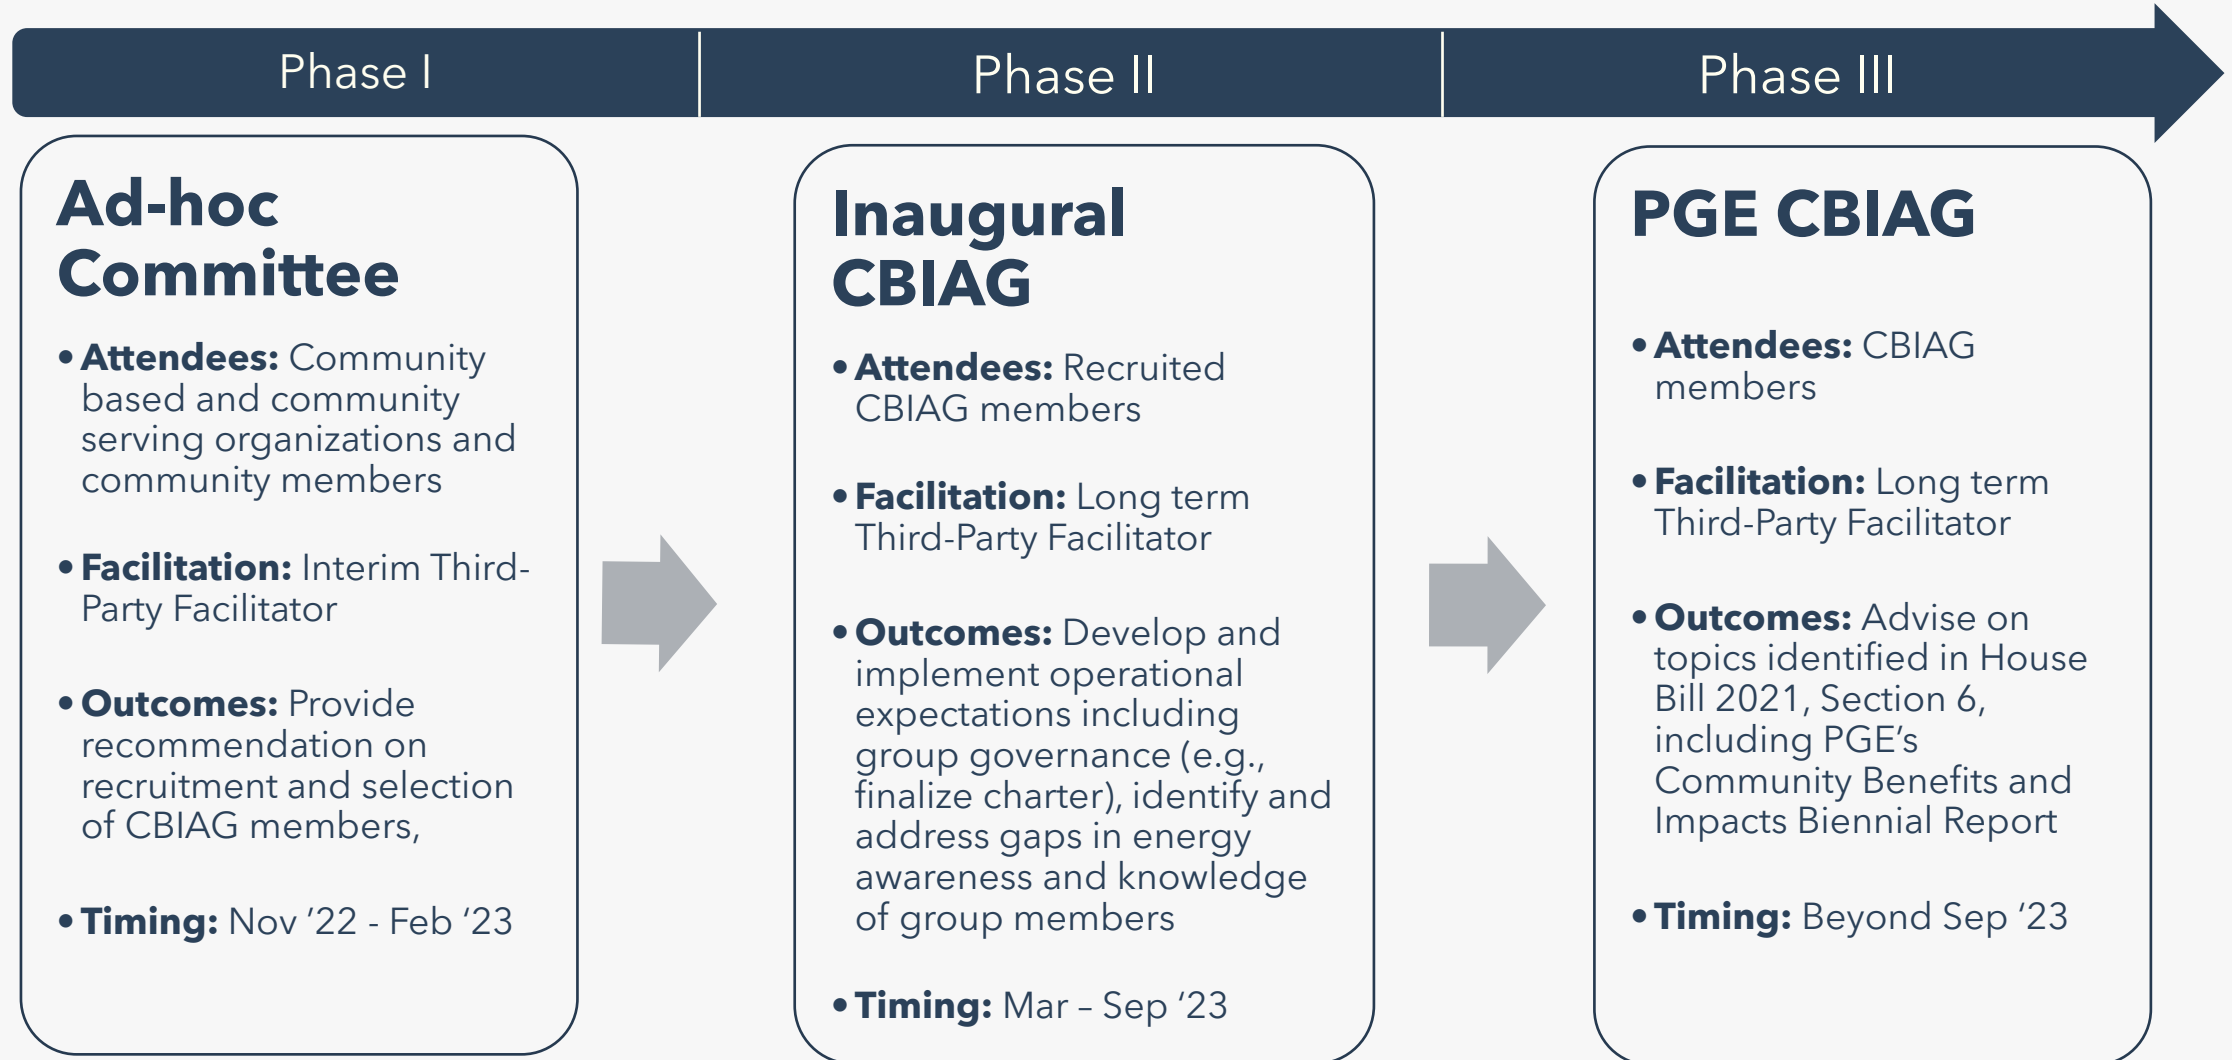 Phase I
Phase II
Phase III
Ad-hoc
Committee
• Attendees: Community
based and community
serving organizations and
community members
• Facilitation: Interim Third-
Party Facilitator
• Outcomes: Provide
recommendation on
recruitment and selection
of CBIAG members,
• Timing: Nov ’22 - Feb ‘23
Inaugural
CBIAG
• Attendees: Recruited
CBIAG members
• Facilitation: Long term
Third-Party Facilitator
• Outcomes: Develop and
implement operational
expectations including
group governance (e.g.,
finalize charter), identify and
address gaps in energy
awareness and knowledge
of group members
• Timing: Mar – Sep ‘23
PGE CBIAG
• Attendees: CBIAG
members
• Facilitation: Long term
Third-Party Facilitator
• Outcomes: Advise on
topics identified in House
Bill 2021, Section 6,
including PGE’s
Community Benefits and
Impacts Biennial Report
• Timing: Beyond Sep ‘23